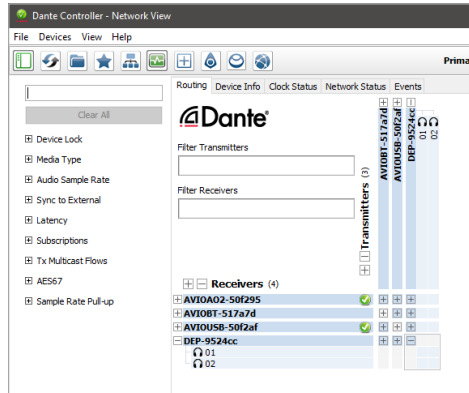 Dante Controller - Network View
File Devices View Help
Prima
Routing Device Info Clock Status Network Status Events
Clear All
Device Lock
Media Type
Audio Sample Rate
Sync to External
Latency
Subscriptions
Tx Multicast Flows
AES67
Sample Rate Pull-up
Dante
Filter Transmitters
Filter Receivers
Transmitters (3)
AVIOBT-517a7d
AVIOUSB-50f2af
DEP-9524cc
01
02
Receivers (4)
AVIOAO2-50f295
AVIOBT-517a7d
AVIOUSB-50f2af
DEP-9524cc
01
02